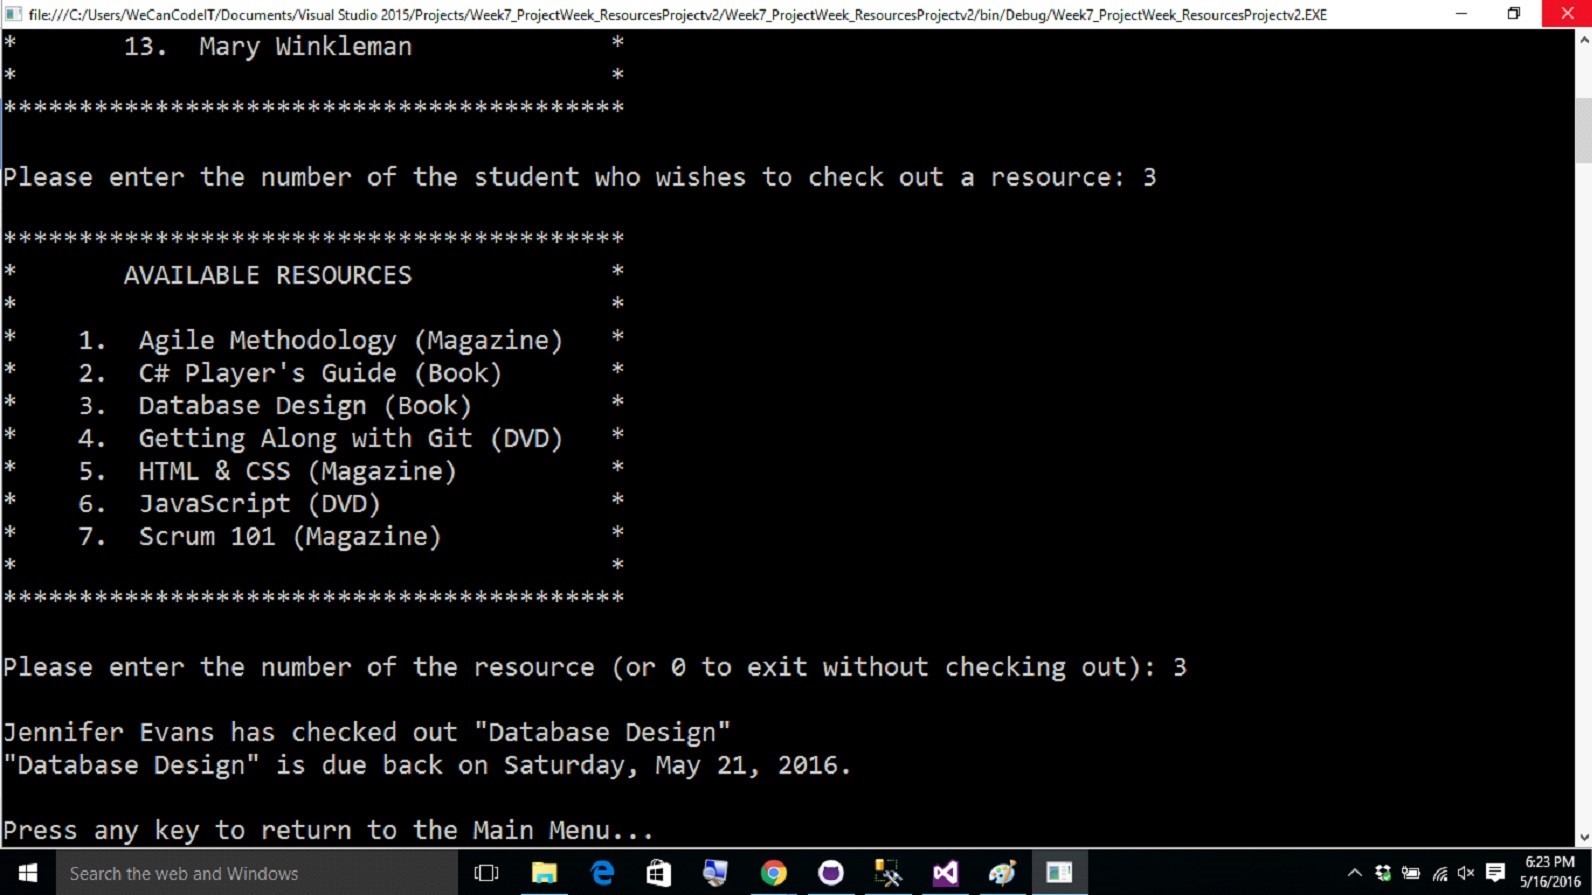 file:///C:/Users/WeCanCodeIT/Documents/Visual Studio 2015/Projects/Week7_ProjectWeek_ResourcesProjectv2/Week7_ProjectWeek_ResourcesProjectv2/bin/Debug/Week7_ProjectWeek_ResourcesProjectv2.EXE
*       13.  Mary Winkleman             *
*                                       *
*****************************************
Please enter the number of the student who wishes to check out a resource: 3
*****************************************
*       AVAILABLE RESOURCES             *
*                                       *
*    1.  Agile Methodology (Magazine)   *
*    2.  C# Player's Guide (Book)       *
*    3.  Database Design (Book)         *
*    4.  Getting Along with Git (DVD)   *
*    5.  HTML & CSS (Magazine)          *
*    6.  JavaScript (DVD)               *
*    7.  Scrum 101 (Magazine)           *
*                                       *
*****************************************
Please enter the number of the resource (or 0 to exit without checking out): 3
Jennifer Evans has checked out "Database Design"
"Database Design" is due back on Saturday, May 21, 2016.
Press any key to return to the Main Menu...
Search the web and Windows
6:23 PM
5/16/2016